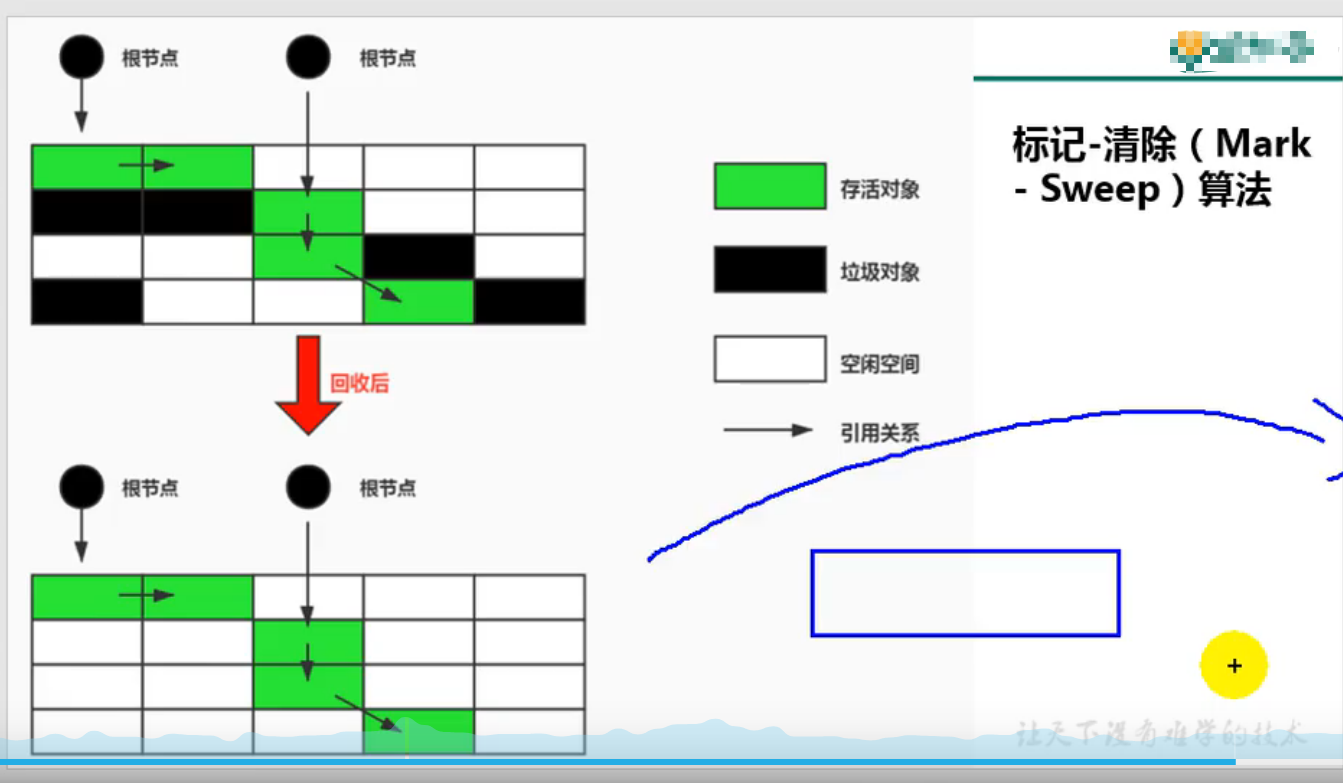 根节点
根节点
标记-清除（Mark
- Sweep）算法
存活对象
垃圾对象
空闲空间
引用关系
回收后
根节点
根节点
让天下没有难学的技术